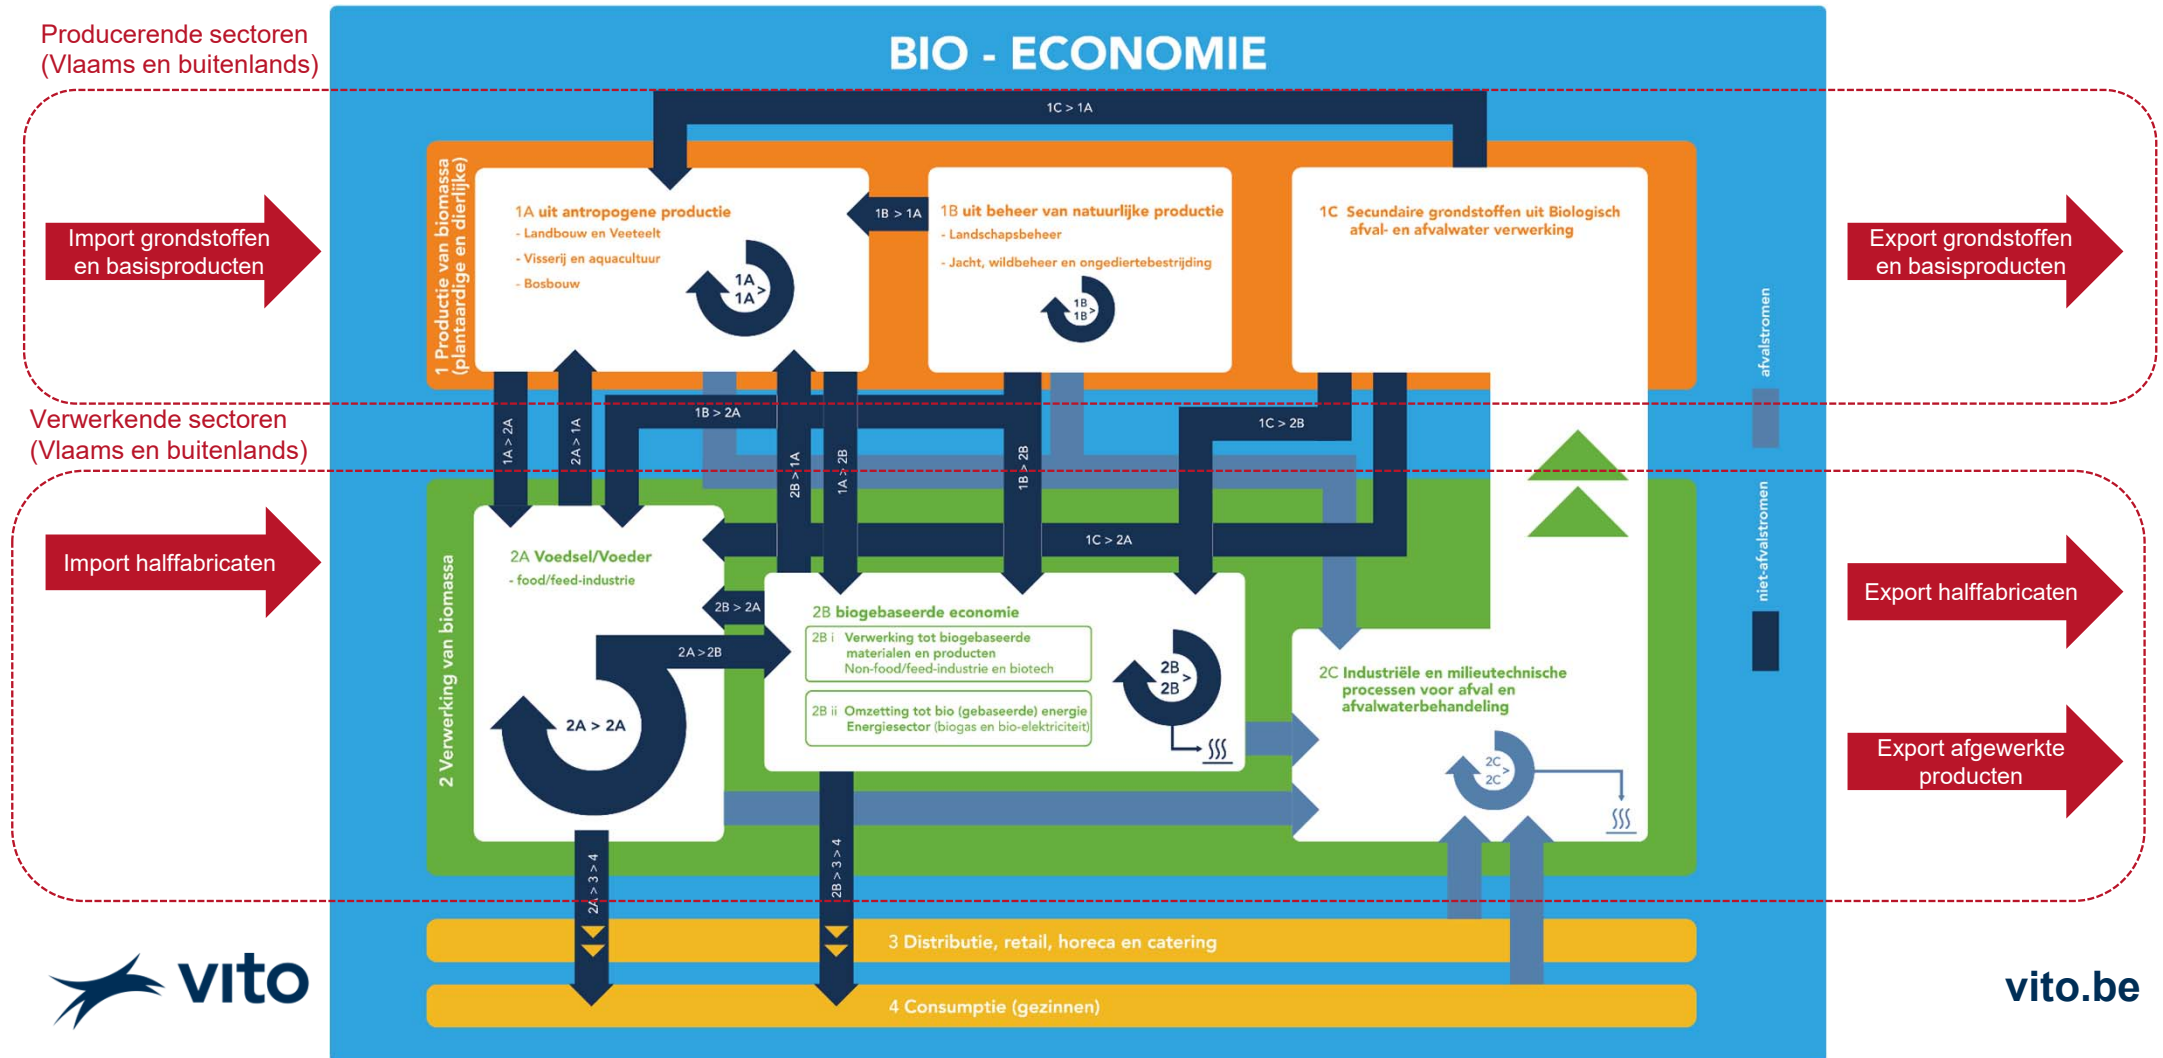 Producerende sectoren
(Vlaams en buitenlands)
BIO - ECONOMIE
1C > 1A
1 Productie van biomassa
(plantaardige en dierlijke)
1A uit antropogene productie
- Landbouw en Veeteelt
- Visserij en aquacultuur
- Bosbouw
1A
1A >
1B > 1A
1B uit beheer van natuurlijke productie
- Landschapsbeheer
- Jacht, wildbeheer en ongediertebestrijding
1B
1B >
1C Secundaire grondstoffen uit Biologisch
afval- en afvalwater verwerking
Import grondstoffen
en basisproducten
Export grondstoffen
en basisproducten
afvalstromen
niet-afvalstromen
Verwerkende sectoren
(Vlaams en buitenlands)
1A > 2A
2A > 1A
1B > 2A
2B > 1A
1A > 2B
1B > 2B
1C > 2B
1C > 2A
Import halffabricaten
Export halffabricaten
Export afgewerkte
producten
2 Verwerking van biomassa
2A Voedsel/Voeder
- food/feed-industrie
2B > 2A
2A >2B
2A > 2A
2B biogebaseerde economie
2B i Verwerking tot biogebaseerde
materialen en producten
Non-food/feed-industrie en biotech
2B ii Omzetting tot bio (gebaseerde) energie
Energiesector (biogas en bio-elektriciteit)
2B
2B >
2C Industriële en milieutechnische
processen voor afval en
afvalwaterbehandeling
2C
2C >
2A > 3 > 4
2B > 3 > 4
3 Distributie, retail, horeca en catering
4 Consumptie (gezinnen)
vito
vito.be